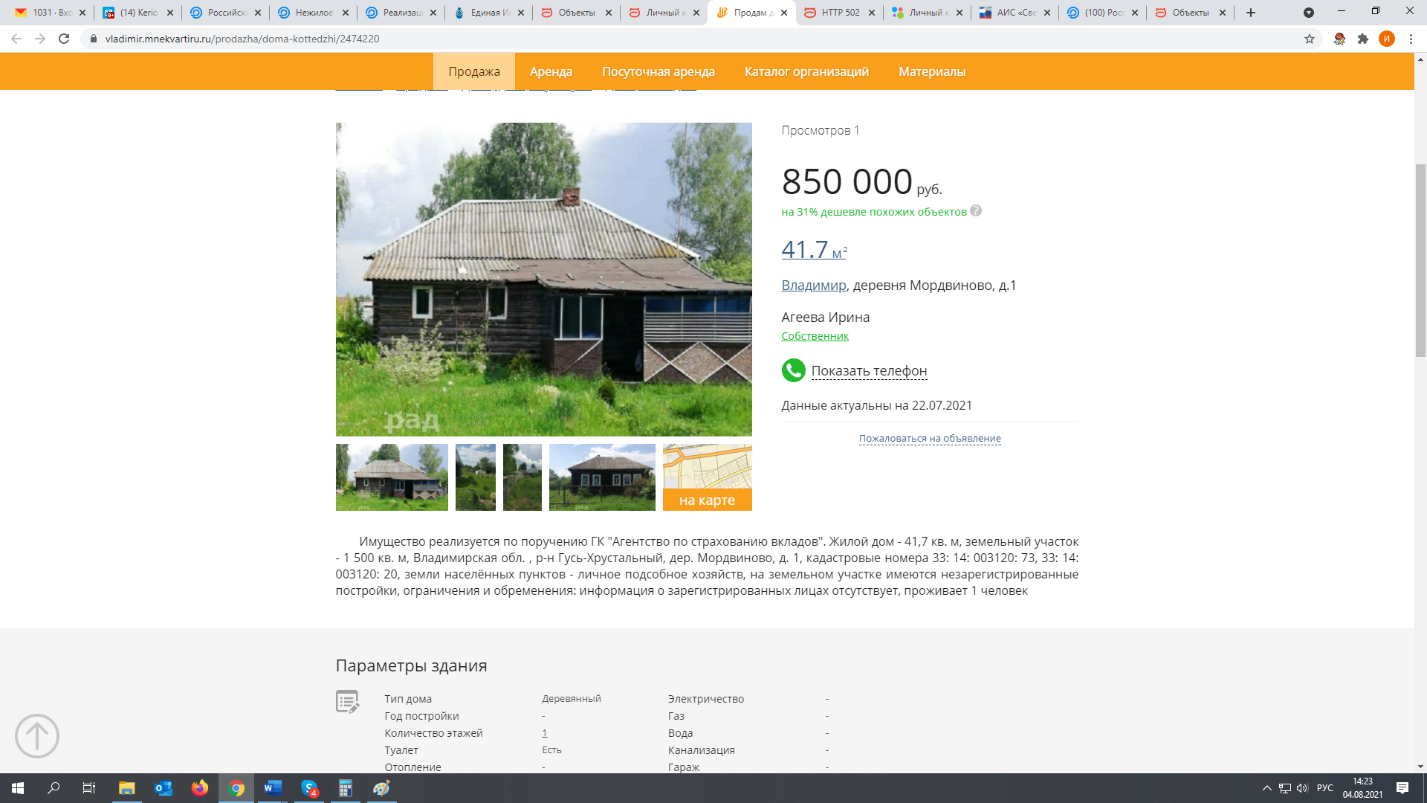 1031 · Вхо
(14) Kerio
Российски
Нежилое
Реализац
Единая И
Объекты
Личный к
Продам д
HTTP 502
Личный к
АИС «Све
(100) Росс
Объекты
vladimir.mnekvartiru.ru/prodazha/doma-kottedzhi/2474220
И
Продажа
Аренда
Посуточная аренда
Каталог организаций
Материалы
Просмотров 1
850 000 руб.
на 31% дешевле похожих объектов ?
41.7 м²
Владимир, деревня Мордвиново, д.1
Агеева Ирина
Собственник
Показать телефон
Данные актуальны на 22.07.2021
Пожаловаться на объявление
рад
на карте
Имущество реализуется по поручению ГК "Агентство по страхованию вкладов". Жилой дом - 41,7 кв. м, земельный участок
- 1 500 кв. м, Владимирская обл. , р-н Гусь-Хрустальный, дер. Мордвиново, д. 1, кадастровые номера 33: 14: 003120: 73, 33: 14:
003120: 20, земли населённых пунктов - личное подсобное хозяйств, на земельном участке имеются незарегистрированные
постройки, ограничения и обременения: информация о зарегистрированных лицах отсутствует, проживает 1 человек
Параметры здания
Тип дома Деревянный Электричество -
Год постройки - Газ -
Количество этажей 1 Вода -
Туалет Есть Канализация -
Отопление - Гараж -
4
РУС
14:23
04.08.2021